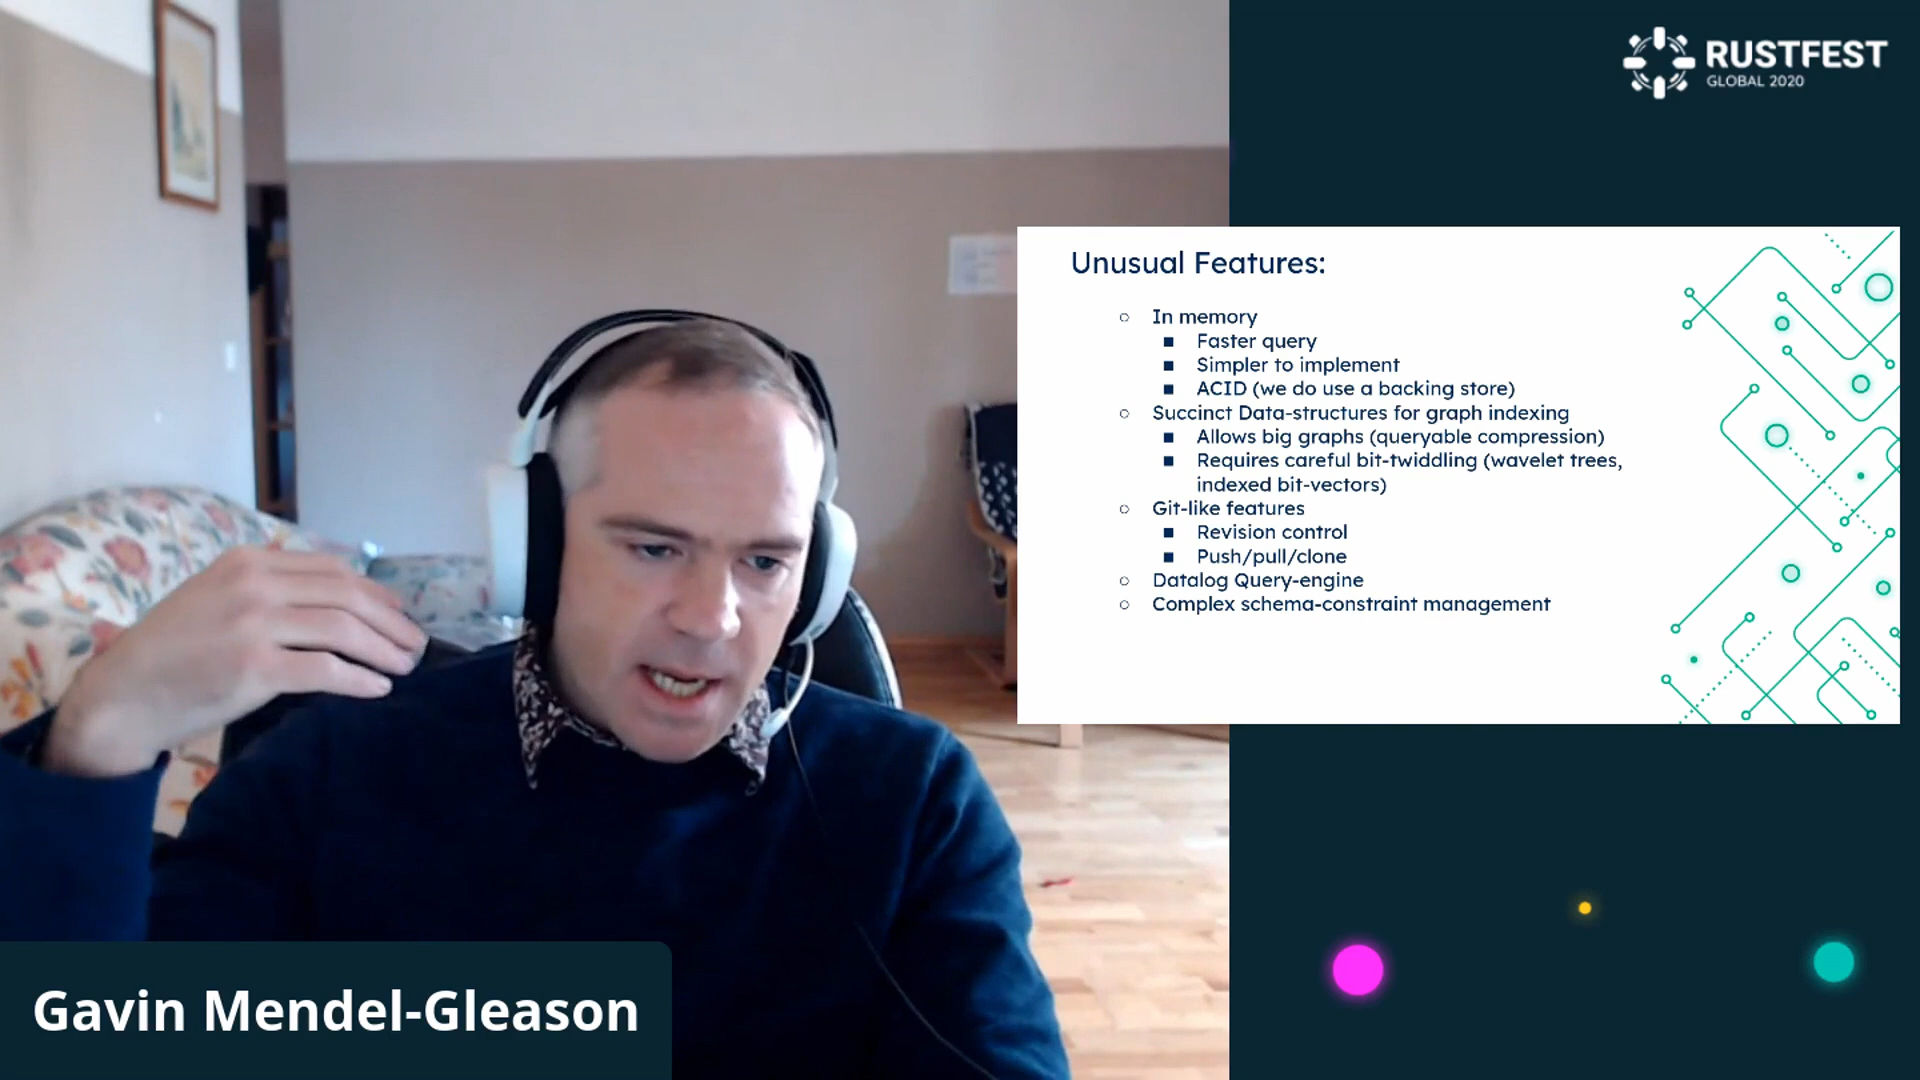 RUSTFEST
GLOBAL 2020
Unusual Features:
○ In memory
■ Faster query
■ Simpler to implement
■ ACID (we do use a backing store)
○ Succinct Data-structures for graph indexing
■ Allows big graphs (queryable compression)
■ Requires careful bit-twiddling (wavelet trees,
indexed bit-vectors)
○ Git-like features
■ Revision control
■ Push/pull/clone
○ Datalog Query-engine
○ Complex schema-constraint management
Gavin Mendel-Gleason